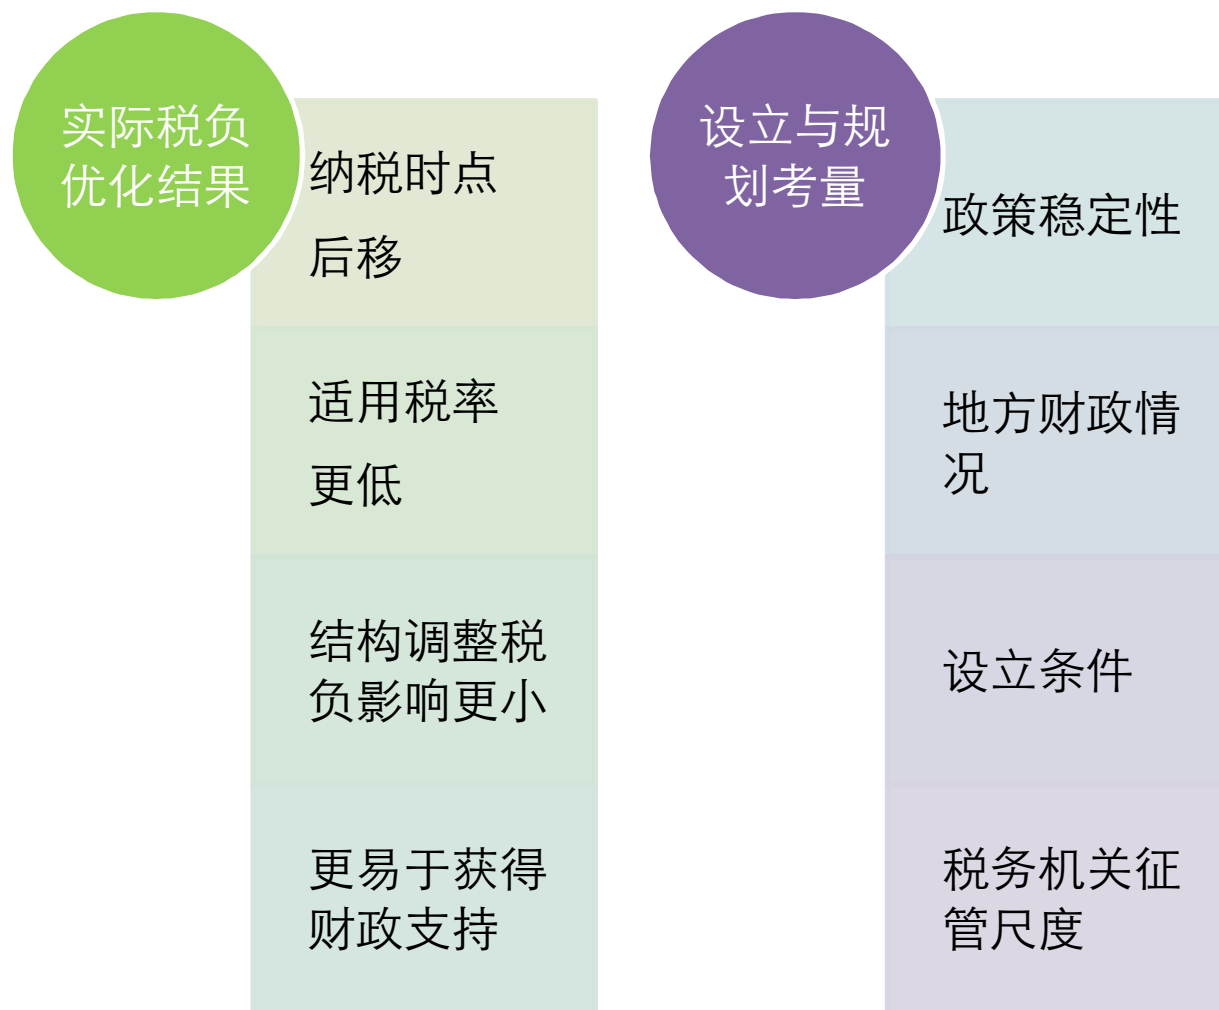 实际税负
优化结果
纳税时点
后移
适用税率
更低
结构调整税
负影响更小
更易于获得
财政支持
设立与规
划考量
政策稳定性
地方财政情
况
设立条件
税务机关征
管尺度